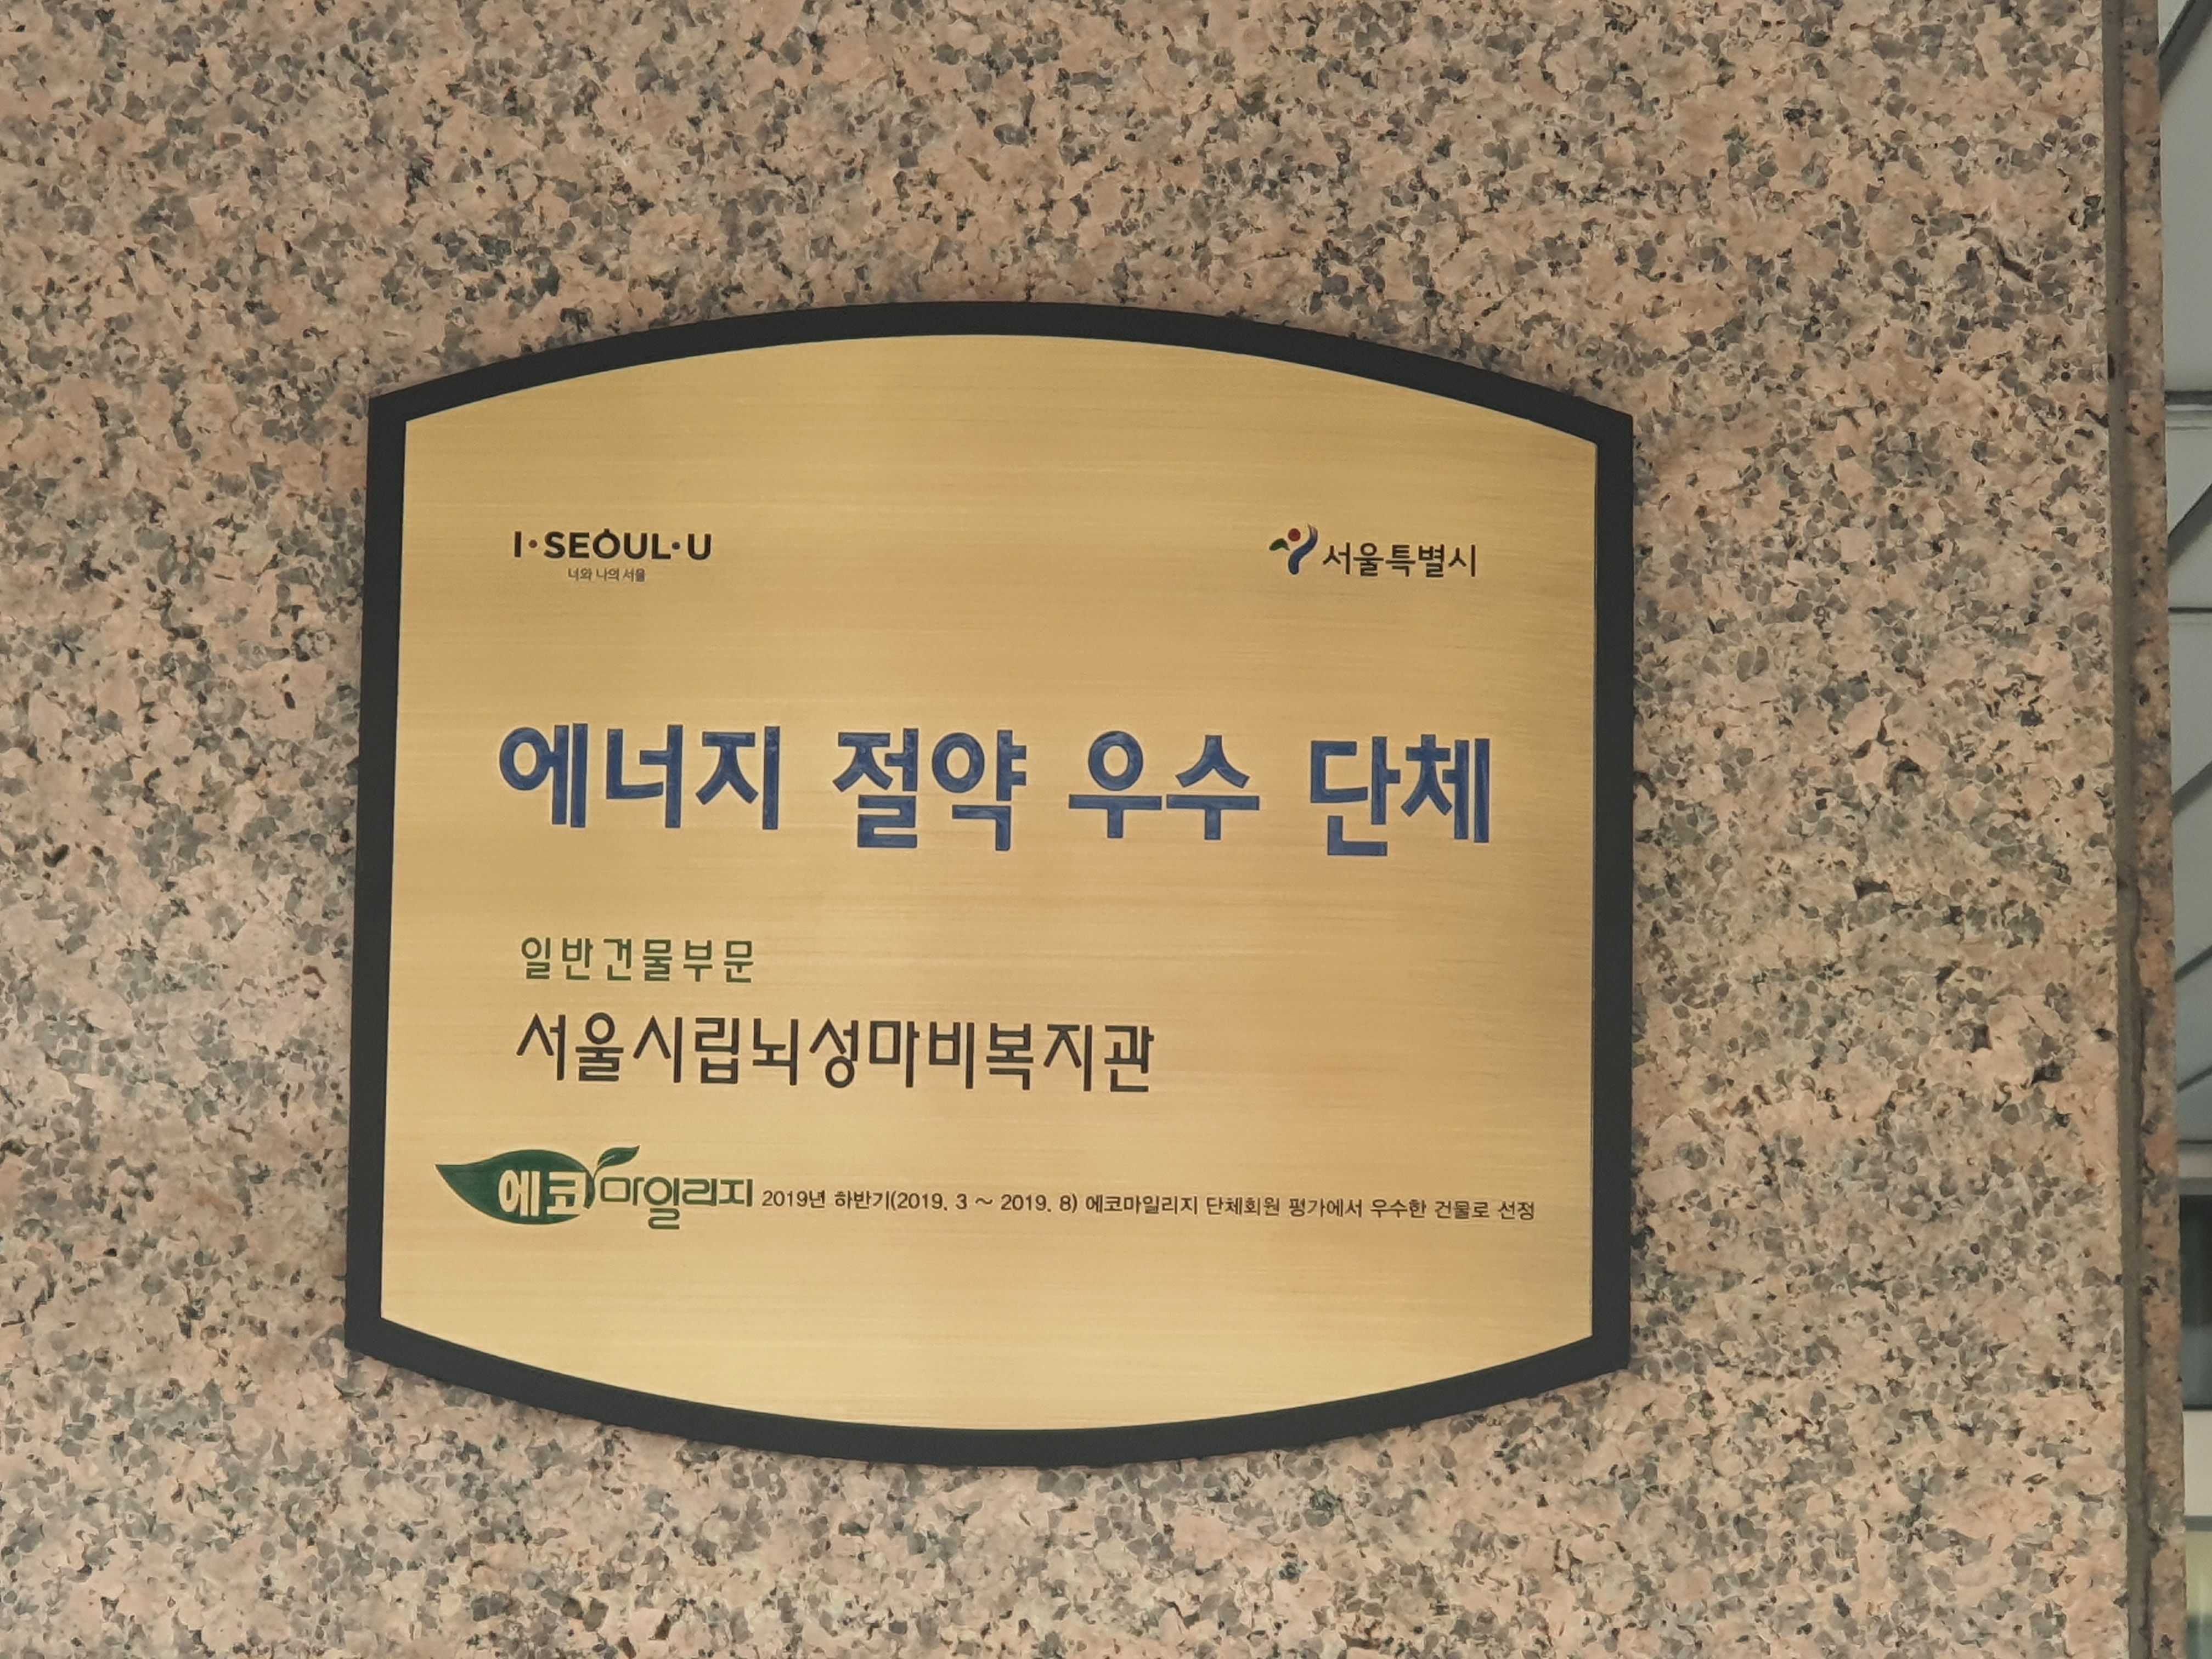 I·SEOUL·U
너와 나의 서울
서울특별시
에너지 절약 우수 단체
일반건물부문
서울시립뇌성마비복지관
에코마일리지 2019년 하반기(2019. 3 ~ 2019. 8) 에코마일리지 단체회원 평가에서 우수한 건물로 선정